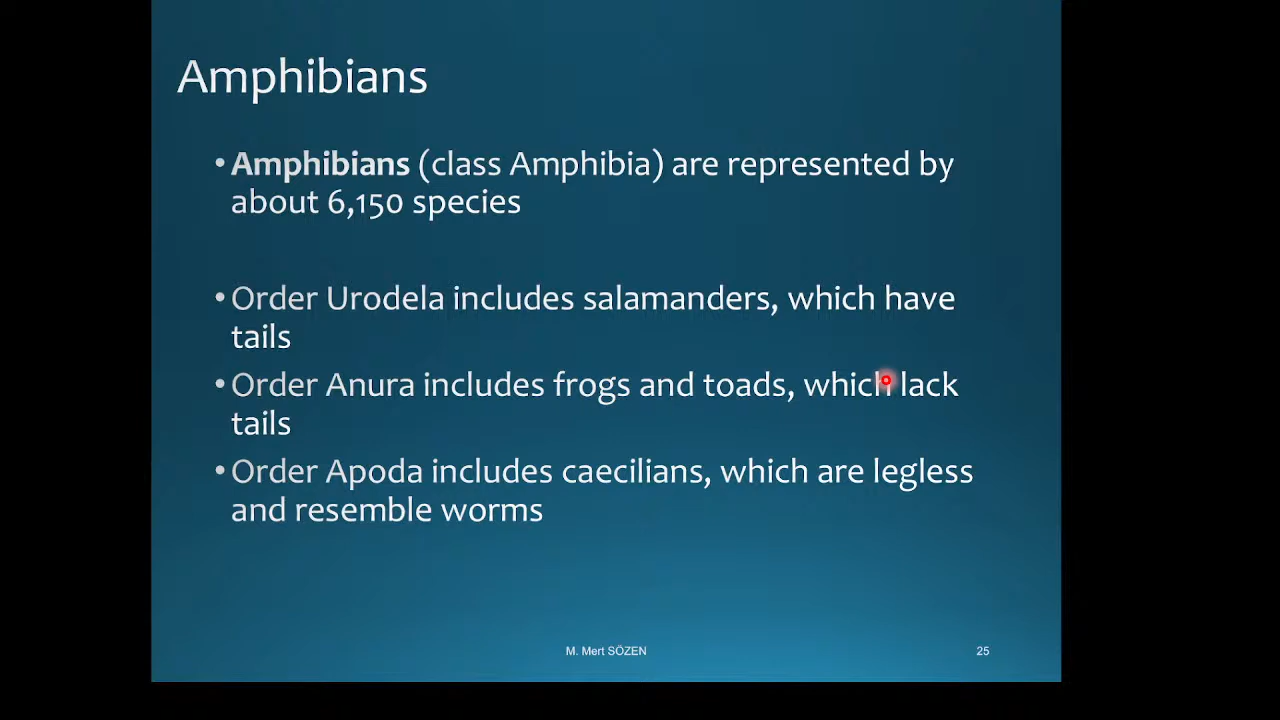 Amphibians
•Amphibians (class Amphibia) are represented by
about 6,150 species
•Order Urodela includes salamanders, which have
tails
•Order Anura includes frogs and toads, which lack
tails
•Order Apoda includes caecilians, which are legless
and resemble worms
M. Mert SÖZEN
25